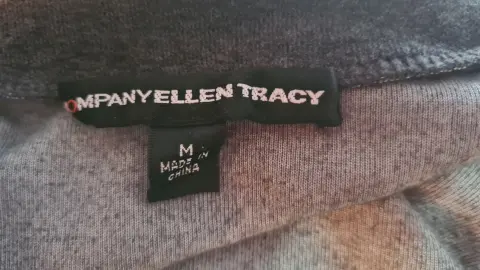 OMPANY ELLEN TRACY
M
MADE IN
CHINA